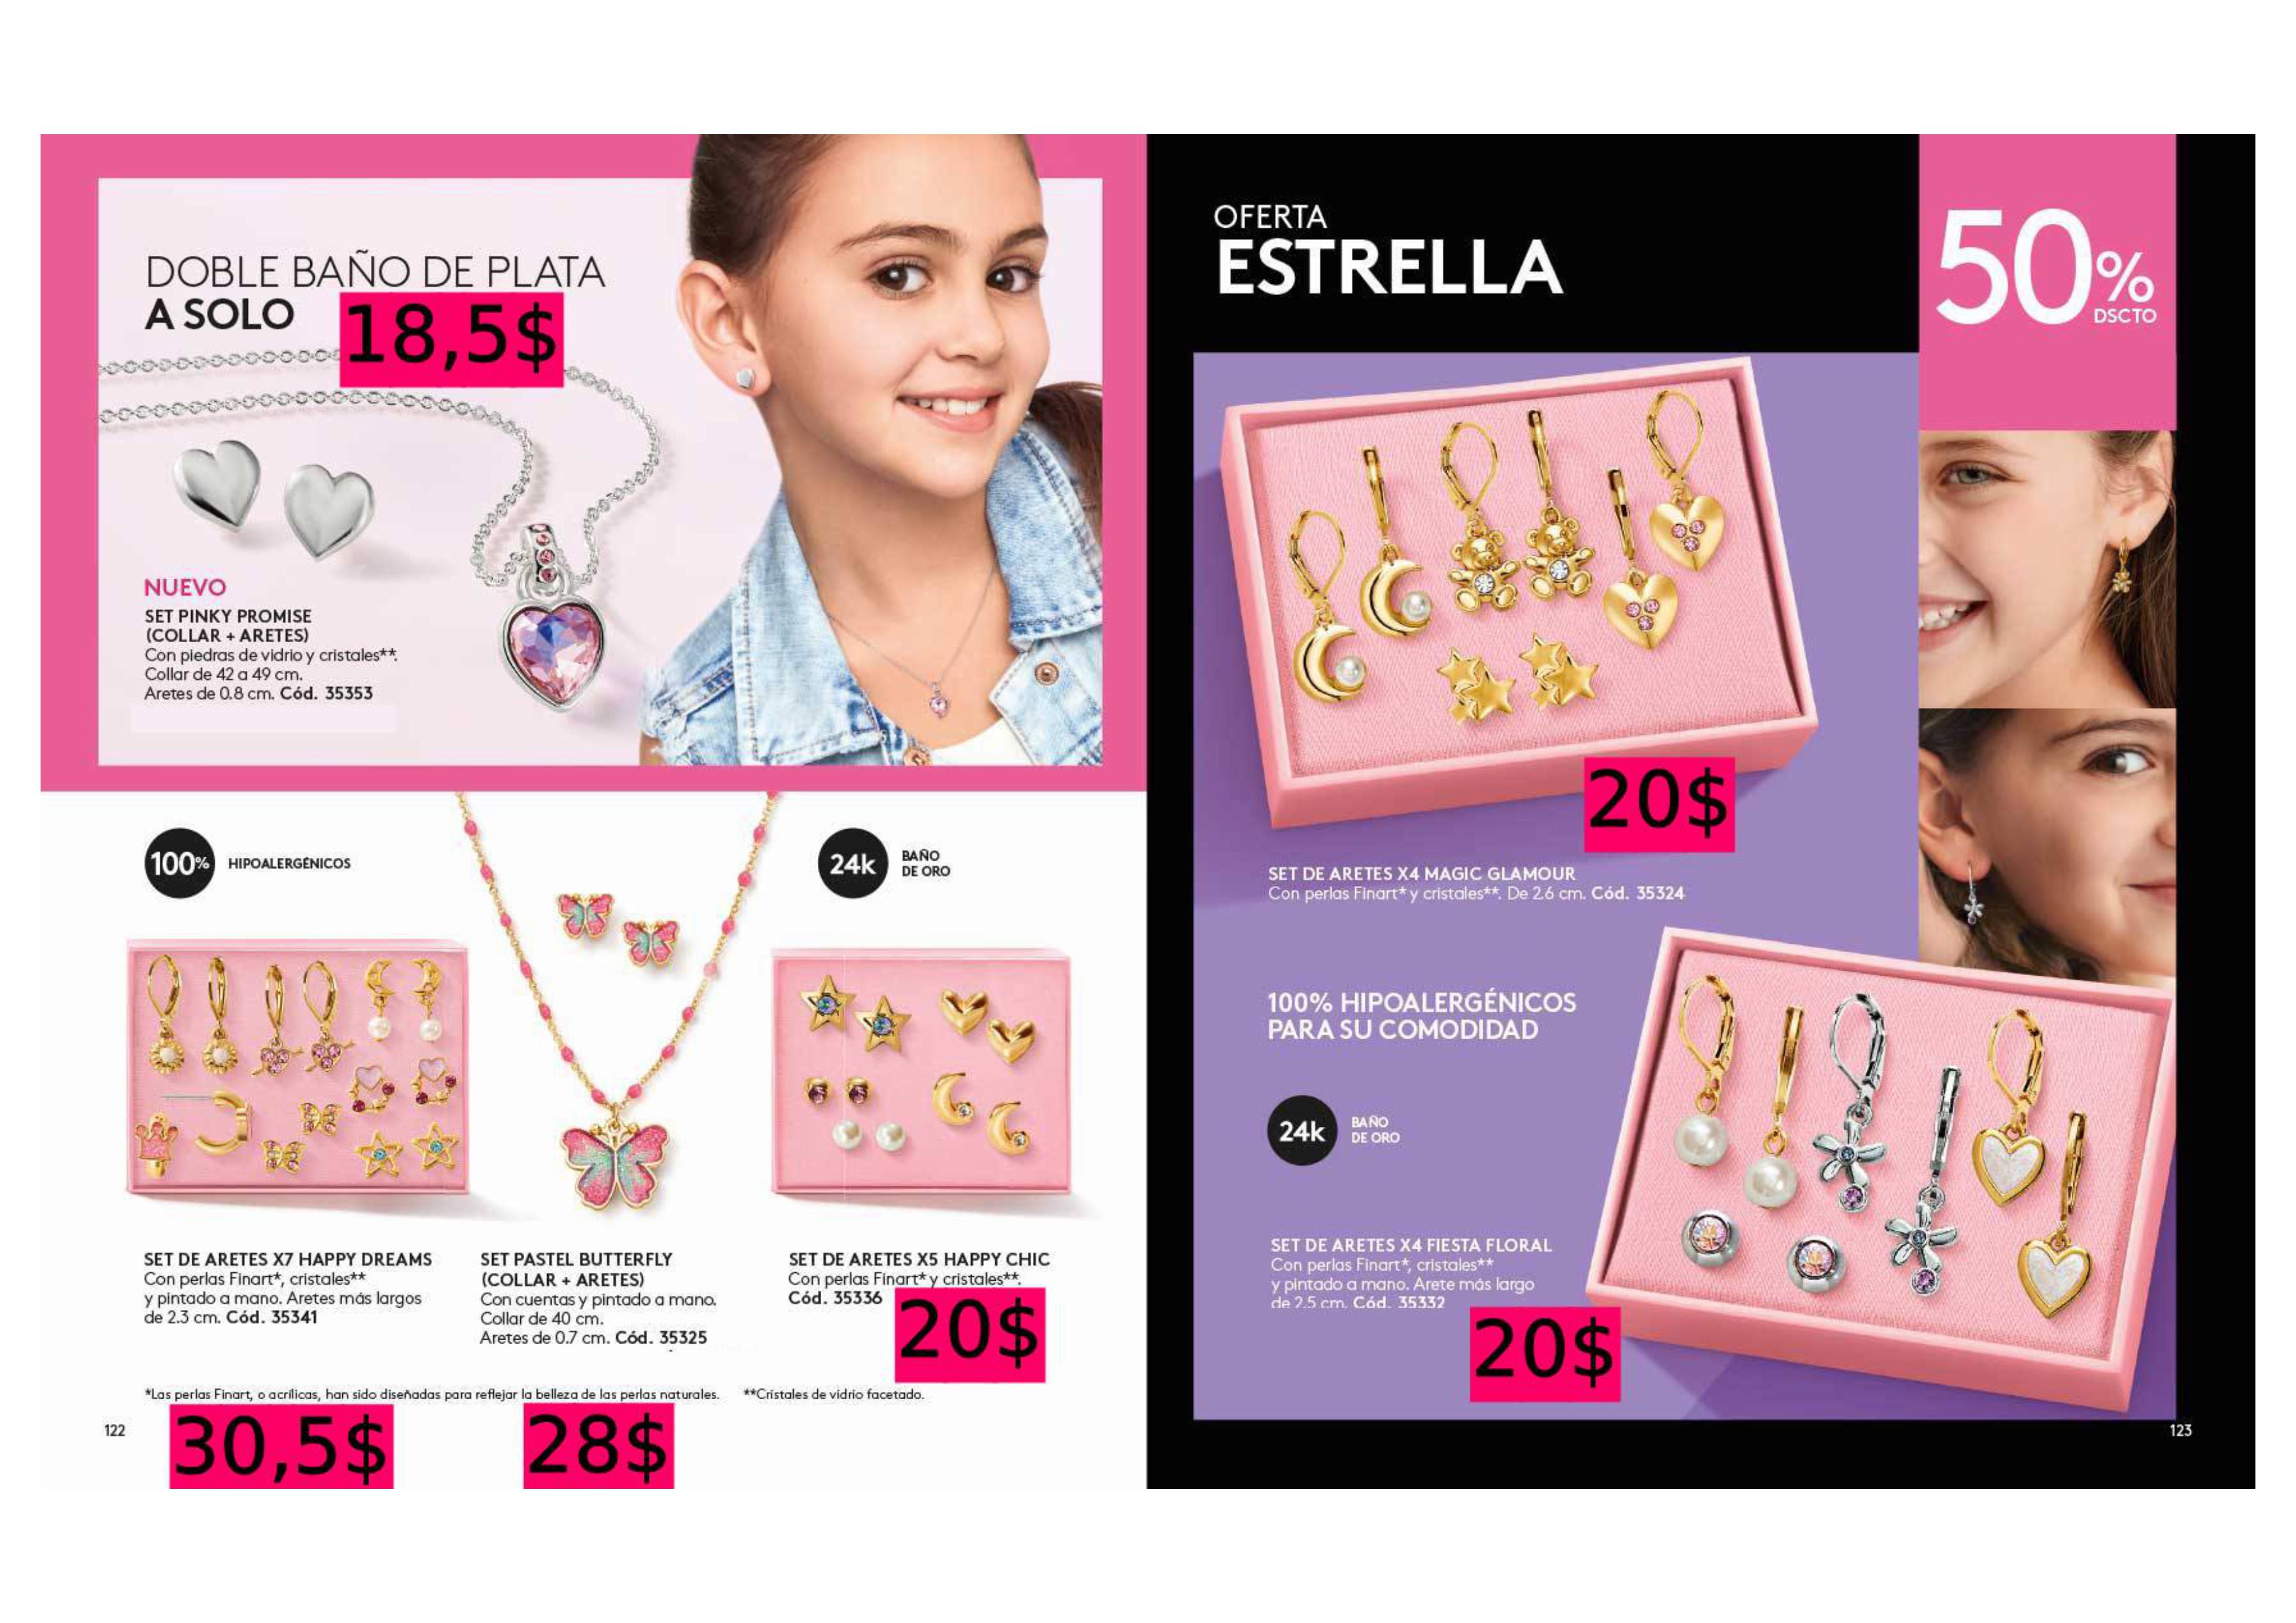 DOBLE BAÑO DE PLATA
A SOLO
18,5$
NUEVO
SET PINKY PROMISE
(COLLAR + ARETES)
Con piedras de vidrio y cristales**.
Collar de 42 a 49 cm.
Aretes de 0.8 cm. Cód. 35353
100% HIPOALERGÉNICOS
24k BAÑO
DE ORO
SET DE ARETES X7 HAPPY DREAMS
Con perlas Finart*, cristales**
y pintado a mano. Aretes más largos
de 2.3 cm. Cód. 35341
30,5$
SET PASTEL BUTTERFLY
(COLLAR + ARETES)
Con cuentas y pintado a mano.
Collar de 40 cm.
Aretes de 0.7 cm. Cód. 35325
28$
SET DE ARETES X5 HAPPY CHIC
Con perlas Finart* y cristales**.
Cód. 35336
20$
*Las perlas Finart, o acrílicas, han sido diseñadas para reflejar la belleza de las perlas naturales. **Cristales de vidrio facetado.
122
OFERTA
ESTRELLA
50%
DSCTO
20$
SET DE ARETES X4 MAGIC GLAMOUR
Con perlas Finart* y cristales**. De 2.6 cm. Cód. 35324
100% HIPOALERGÉNICOS
PARA SU COMODIDAD
24k BAÑO
DE ORO
SET DE ARETES X4 FIESTA FLORAL
Con perlas Finart*, cristales**
y pintado a mano. Arete más largo
de 2.5 cm. Cód. 35332
20$
123